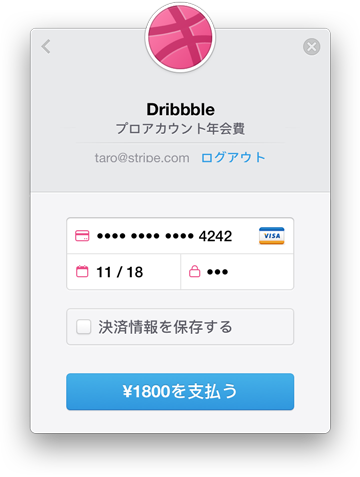 Dribbble
プロアカウント年会費
taro@stripe.com ログアウト
•••• •••• •••• 4242 VISA
11 / 18 •••
決済情報を保存する
¥1800を支払う